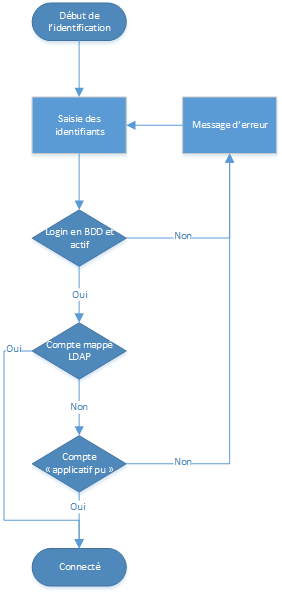 Début de
l'identification
Saisie des
identifiants
Message d'erreur
Login en BDD et
actif
Non
Oui
Compte mappé
LDAP
Oui
Non
Compte
« applicatif pu »
Non
Oui
Connecté